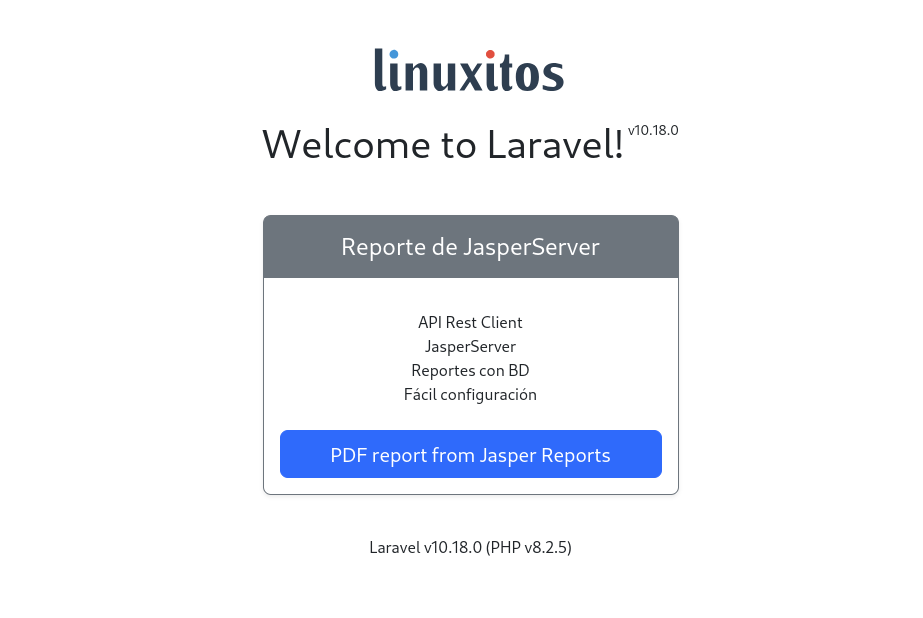 linuxitos
Welcome to Laravel! v10.18.0
Reporte de JasperServer
API Rest Client
JasperServer
Reportes con BD
Fácil configuración
PDF report from Jasper Reports
Laravel v10.18.0 (PHP v8.2.5)